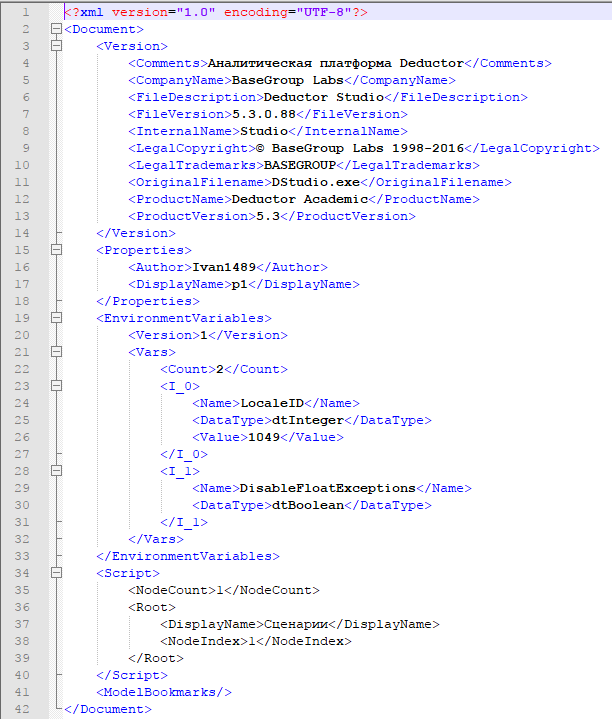 1 <?xml version="1.0" encoding="UTF-8"?>
2 <Document>
3 <Version>
4 <Comments>Аналитическая платформа Deductor</Comments>
5 <CompanyName>BaseGroup Labs</CompanyName>
6 <FileDescription>Deductor Studio</FileDescription>
7 <FileVersion>5.3.0.88</FileVersion>
8 <InternalName>Studio</InternalName>
9 <LegalCopyright>© BaseGroup Labs 1998-2016</LegalCopyright>
10 <LegalTrademarks>BASEGROUP</LegalTrademarks>
11 <OriginalFilename>DStudio.exe</OriginalFilename>
12 <ProductName>Deductor Academic</ProductName>
13 <ProductVersion>5.3</ProductVersion>
14 </Version>
15 <Properties>
16 <Author>Ivan1489</Author>
17 <DisplayName>p1</DisplayName>
18 </Properties>
19 <EnvironmentVariables>
20 <Version>1</Version>
21 <Vars>
22 <Count>2</Count>
23 <I_0>
24 <Name>LocaleID</Name>
25 <DataType>dtInteger</DataType>
26 <Value>1049</Value>
27 </I_0>
28 <I_1>
29 <Name>DisableFloatExceptions</Name>
30 <DataType>dtBoolean</DataType>
31 </I_1>
32 </Vars>
33 </EnvironmentVariables>
34 <Script>
35 <NodeCount>1</NodeCount>
36 <Root>
37 <DisplayName>Сценарии</DisplayName>
38 <NodeIndex>1</NodeIndex>
39 </Root>
40 </Script>
41 <ModelBookmarks/>
42 </Document>